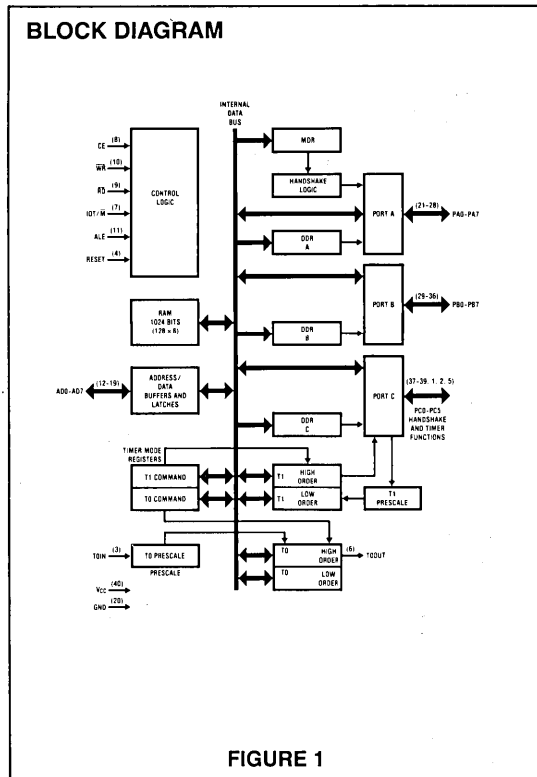 BLOCK DIAGRAM
INTERNAL
DATA
BUS
CE (8)
WR (10)
RD (9)
IOT/M (7)
ALE (11)
RESET (4)
CONTROL
LOGIC
MDR
HANDSHAKE
LOGIC
PORT
A
(21-28)
PA0-PA7
DDR
A
PORT
B
(29-36)
PB0-PB7
DDR
B
RAM
1024 BITS
(128 x 8)
AD0-AD7 (12-19)
ADDRESS/
DATA
BUFFERS AND
LATCHES
PORT
C
(37-39, 1, 2, 5)
PC0-PC5
HANDSHAKE
AND TIMER
FUNCTIONS
DDR
C
TIMER MODE
REGISTERS
T1 COMMAND
T0 COMMAND
T1 HIGH
ORDER
T1 LOW
ORDER
T1
PRESCALE
T0IN (3)
T0 PRESCALE
PRESCALE
T0 HIGH
ORDER
T0 LOW
ORDER
(6) T0OUT
VCC (40)
GND (20)
FIGURE 1